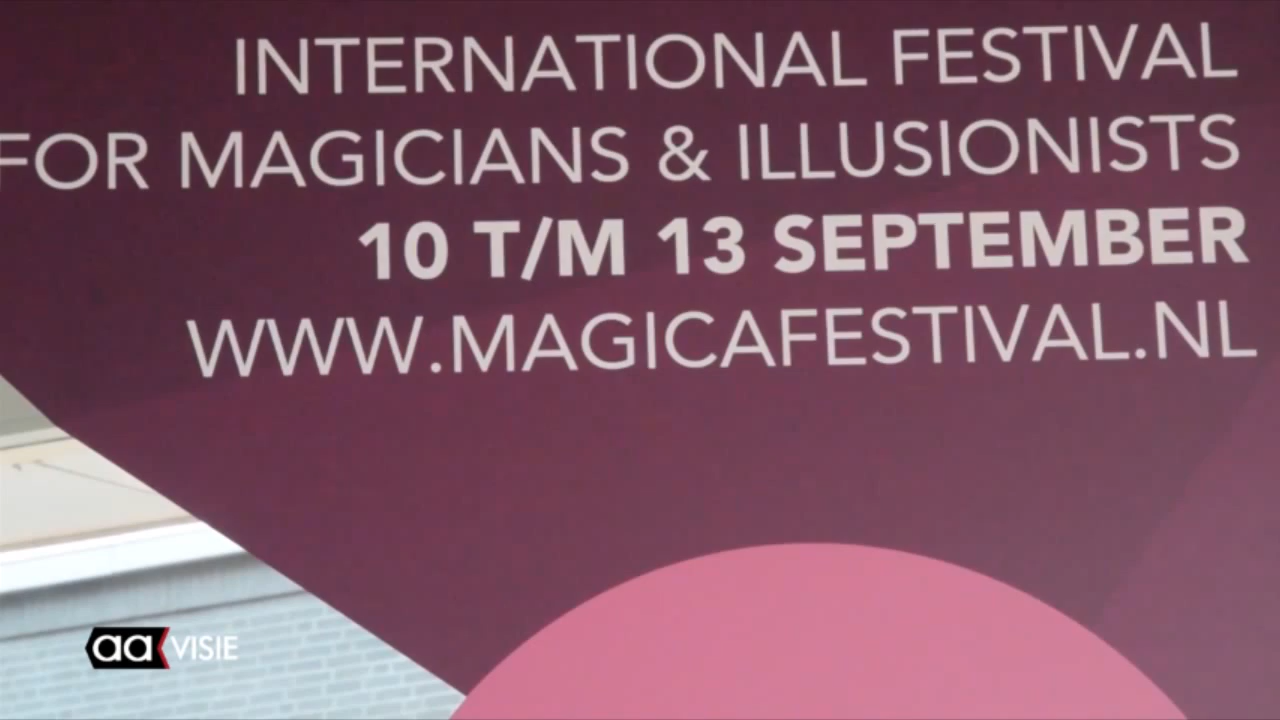 INTERNATIONAL FESTIVAL
FOR MAGICIANS & ILLUSIONISTS
10 T/M 13 SEPTEMBER
WWW.MAGICAFESTIVAL.NL
aa VISIE